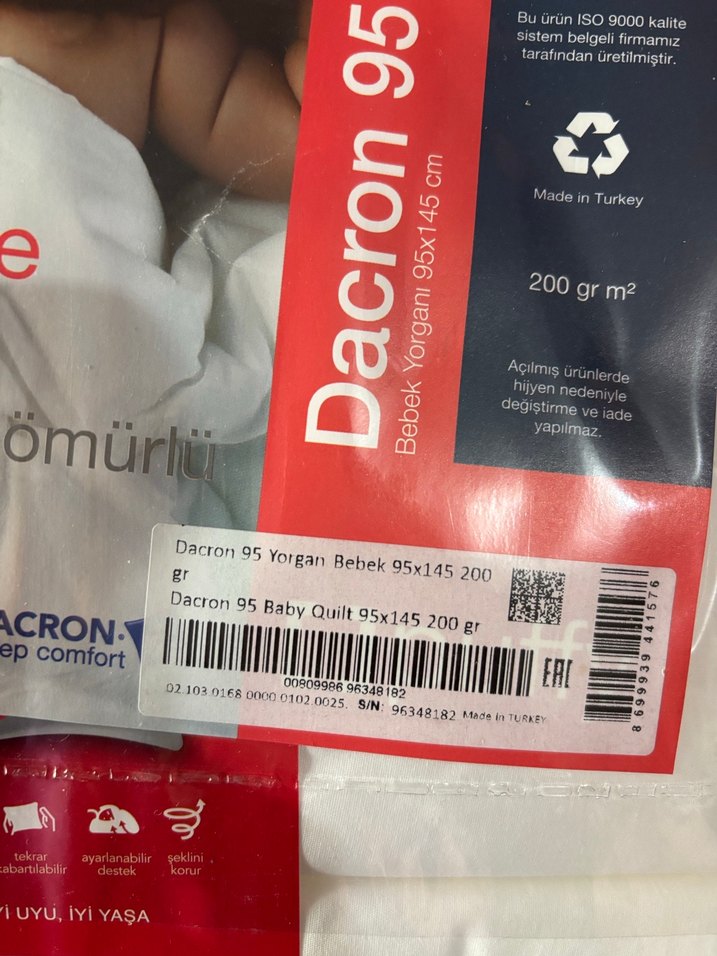 Bu ürün ISO 9000 kalite
sistem belgeli firmamız
tarafından üretilmiştir.
Made in Turkey
200 gr m²
Açılmış ürünlerde
hijyen nedeniyle
değiştirme ve iade
yapılmaz.
Dacron 95
Bebek Yorganı 95x145 cm
e
ömürlü
Dacron 95 Yorgan Bebek 95x145 200
gr
Dacron 95 Baby Quilt 95x145 200 gr
00809986 96348182
02.103.0168.0000.0102.0025. S/N: 96348182 Made in TURKEY
EAC
8 699939 441576
ACRON
ep comfort
tekrar
kabartılabilir
ayarlanabilir
destek
şeklini
korur
İYİ UYU, İYİ YAŞA